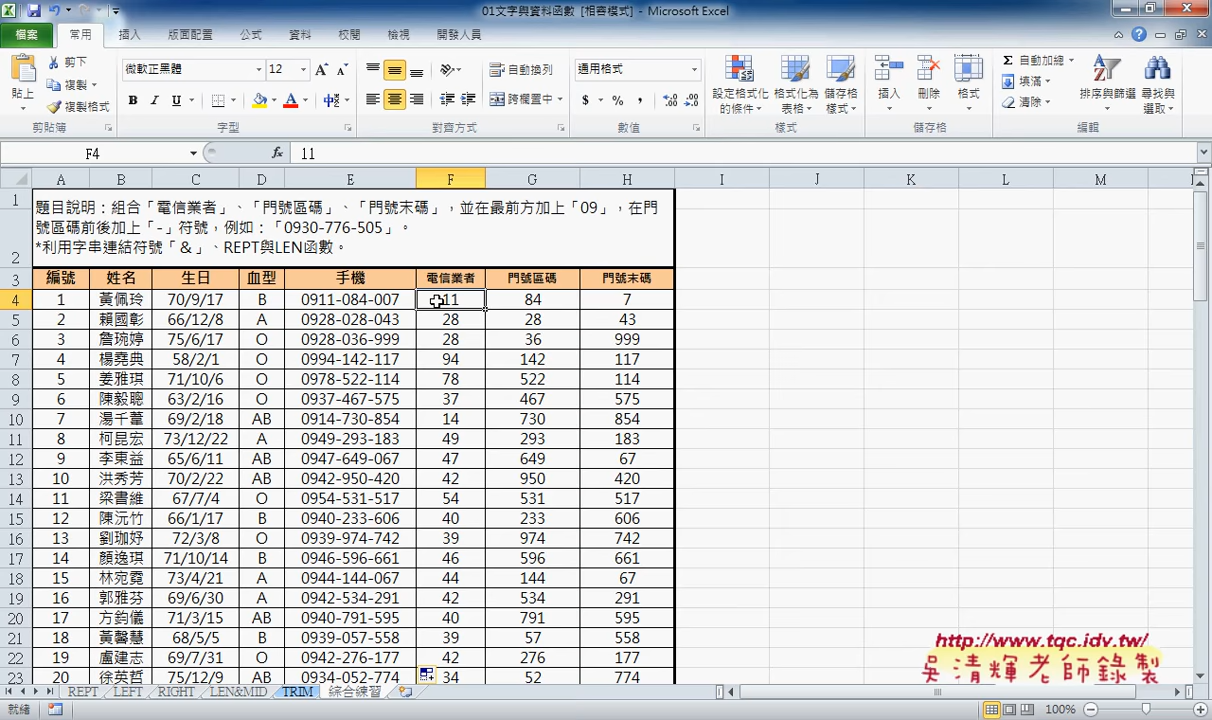 01文字與資料函數 [相容模式] - Microsoft Excel
檔案 常用 插入 版面配置 公式 資料 校閱 檢視 開發人員
貼上 剪下 複製 複製格式 剪貼簿
微軟正黑體 12 B I U 字型
自動換列 跨欄置中 對齊方式
通用格式 $ % , 數值
設定格式化的條件 格式化為表格 儲存格樣式 樣式
插入 刪除 格式 儲存格
Σ 自動加總 填滿 清除 排序與篩選 尋找與選取 編輯
F4 fx 11
A B C D E F G H I J K L M
1 題目說明：組合「電信業者」、「門號區碼」、「門號末碼」，並在最前方加上「09」，在門
號區碼前後加上「-」符號，例如：「0930-776-505」。
2 *利用字串連結符號「&」、REPT與LEN函數。
3 編號 姓名 生日 血型 手機 電信業者 門號區碼 門號末碼
4 1 黃佩玲 70/9/17 B 0911-084-007 11 84 7
5 2 賴國彰 66/12/8 A 0928-028-043 28 28 43
6 3 詹琬婷 75/6/17 O 0928-036-999 28 36 999
7 4 楊堯典 58/2/1 O 0994-142-117 94 142 117
8 5 姜雅琪 71/10/6 O 0978-522-114 78 522 114
9 6 陳毅聰 63/2/16 O 0937-467-575 37 467 575
10 7 湯千葦 69/2/18 AB 0914-730-854 14 730 854
11 8 柯昆宏 73/12/22 A 0949-293-183 49 293 183
12 9 李東益 65/6/11 AB 0947-649-067 47 649 67
13 10 洪秀芳 70/2/22 AB 0942-950-420 42 950 420
14 11 梁書維 67/7/4 O 0954-531-517 54 531 517
15 12 陳沅竹 66/1/17 B 0940-233-606 40 233 606
16 13 劉珈妤 72/3/8 O 0939-974-742 39 974 742
17 14 顏逸琪 71/10/14 B 0946-596-661 46 596 661
18 15 林宛霓 73/4/21 A 0944-144-067 44 144 67
19 16 郭雅芬 69/6/30 A 0942-534-291 42 534 291
20 17 方鈞儀 71/3/15 AB 0940-791-595 40 791 595
21 18 黃馨慧 68/5/5 B 0939-057-558 39 57 558
22 19 盧建志 69/7/31 O 0942-276-177 42 276 177
23 20 徐英哲 75/12/9 AB 0934-052-774 34 52 774
http://www.tqc.idv.tw/
吳清輝老師錄製
REPT LEFT RIGHT LEN&MID TRIM 綜合練習
就緒 100%